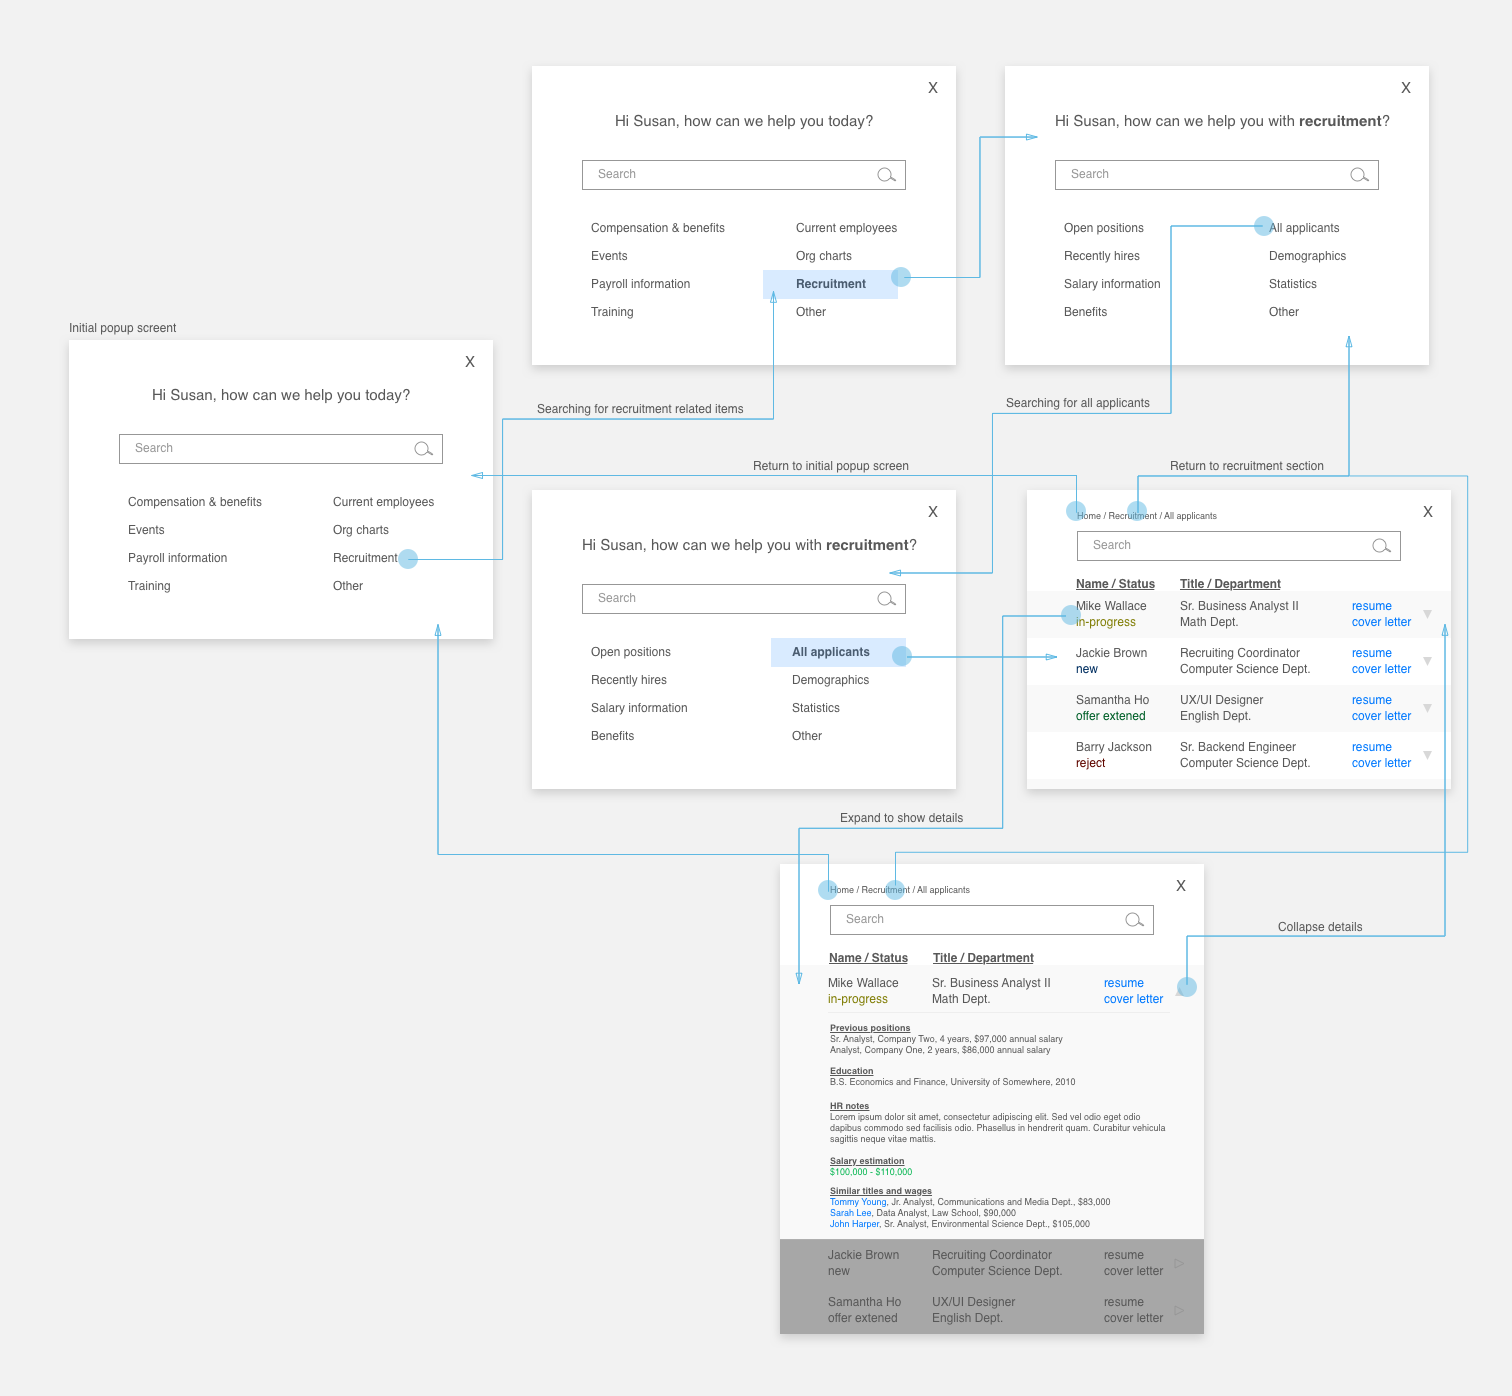 X
Hi Susan, how can we help you today?
Search
Compensation & benefits
Current employees
Events
Org charts
Payroll information
Recruitment
Training
Other
X
Hi Susan, how can we help you with recruitment?
Search
Open positions
All applicants
Recently hires
Demographics
Salary information
Statistics
Benefits
Other
Initial popup screent
X
Hi Susan, how can we help you today?
Search
Compensation & benefits
Current employees
Events
Org charts
Payroll information
Recruitment
Training
Other
Searching for recruitment related items
Searching for all applicants
Return to initial popup screen
Return to recruitment section
X
Hi Susan, how can we help you with recruitment?
Search
Open positions
All applicants
Recently hires
Demographics
Salary information
Statistics
Benefits
Other
Home / Recruitment / All applicants
X
Search
Name / Status
Title / Department
Mike Wallace
Sr. Business Analyst II
resume
in-progress
Math Dept.
cover letter
Jackie Brown
Recruiting Coordinator
resume
new
Computer Science Dept.
cover letter
Samantha Ho
UX/UI Designer
resume
offer extened
English Dept.
cover letter
Barry Jackson
Sr. Backend Engineer
resume
reject
Computer Science Dept.
cover letter
Expand to show details
Home / Recruitment / All applicants
X
Search
Collapse details
Name / Status
Title / Department
Mike Wallace
Sr. Business Analyst II
resume
in-progress
Math Dept.
cover letter
Previous positions
Sr. Analyst, Company Two, 4 years, $97,000 annual salary
Analyst, Company One, 2 years, $86,000 annual salary
Education
B.S. Economics and Finance, University of Somewhere, 2010
HR notes
Lorem ipsum dolor sit amet, consectetur adipiscing elit. Sed vel odio eget odio
dapibus commodo sed facilisis odio. Phasellus in hendrerit quam. Curabitur vehicula
sagittis neque vitae mattis.
Salary estimation
$100,000 - $110,000
Similar titles and wages
Tommy Young, Jr. Analyst, Communications and Media Dept., $83,000
Sarah Lee, Data Analyst, Law School, $90,000
John Harper, Sr. Analyst, Environmental Science Dept., $105,000
Jackie Brown
Recruiting Coordinator
resume
new
Computer Science Dept.
cover letter
Samantha Ho
UX/UI Designer
resume
offer extened
English Dept.
cover letter